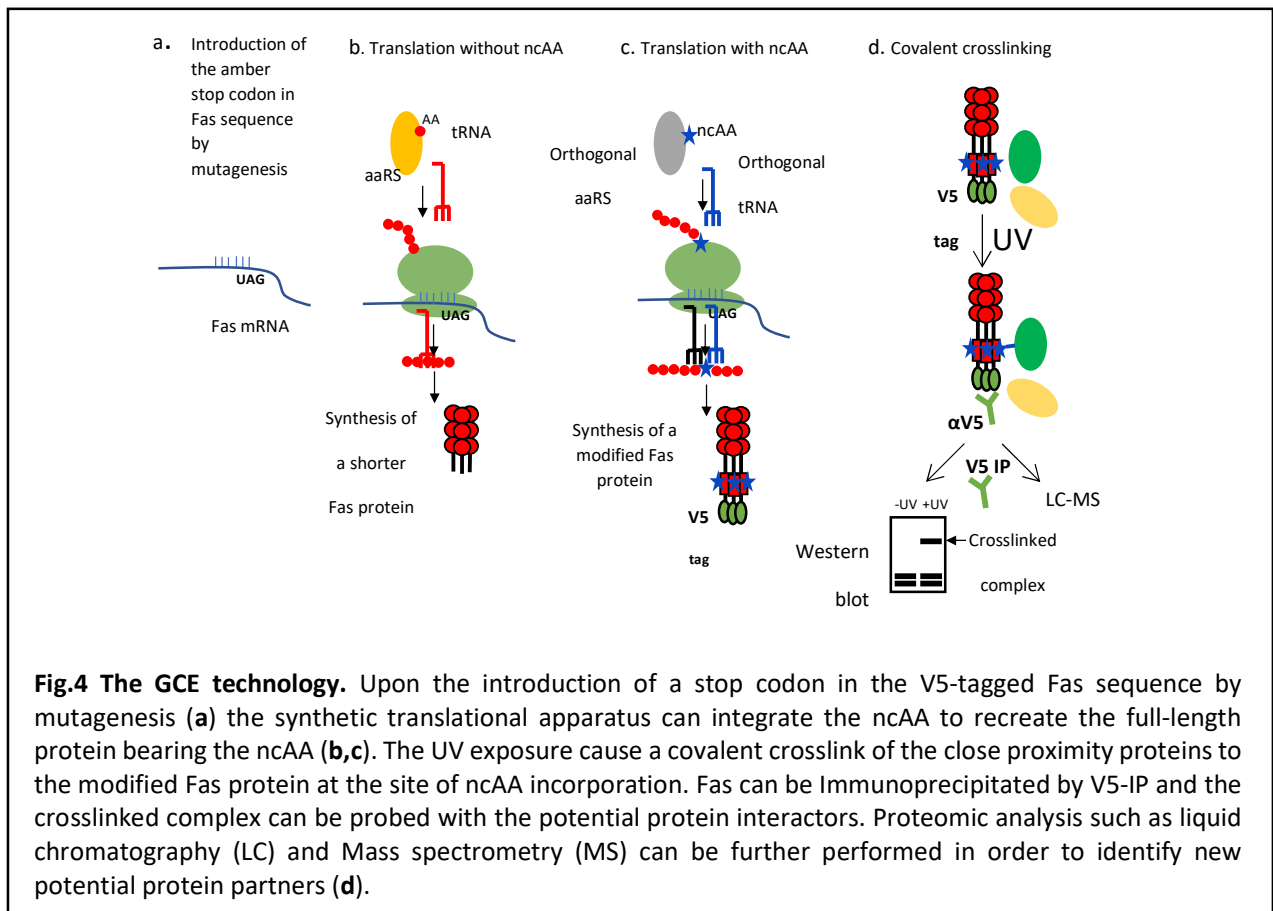 a. Introduction of
the amber
stop codon in
Fas sequence
by
mutagenesis
UAG
Fas mRNA
b. Translation without ncAA
AA
tRNA
aaRS
UAG
Synthesis of
a shorter
Fas protein
c. Translation with ncAA
ncAA
Orthogonal
aaRS
Orthogonal
tRNA
UAG
Synthesis of a
modified Fas
protein
V5
tag
d. Covalent crosslinking
V5
tag
UV
αV5
V5 IP
-UV +UV
LC-MS
Western
blot
Crosslinked
complex
Fig.4 The GCE technology. Upon the introduction of a stop codon in the V5-tagged Fas sequence by
mutagenesis (a) the synthetic translational apparatus can integrate the ncAA to recreate the full-length
protein bearing the ncAA (b,c). The UV exposure cause a covalent crosslink of the close proximity proteins to
the modified Fas protein at the site of ncAA incorporation. Fas can be Immunoprecipitated by V5-IP and the
crosslinked complex can be probed with the potential protein interactors. Proteomic analysis such as liquid
chromatography (LC) and Mass spectrometry (MS) can be further performed in order to identify new
potential protein partners (d).